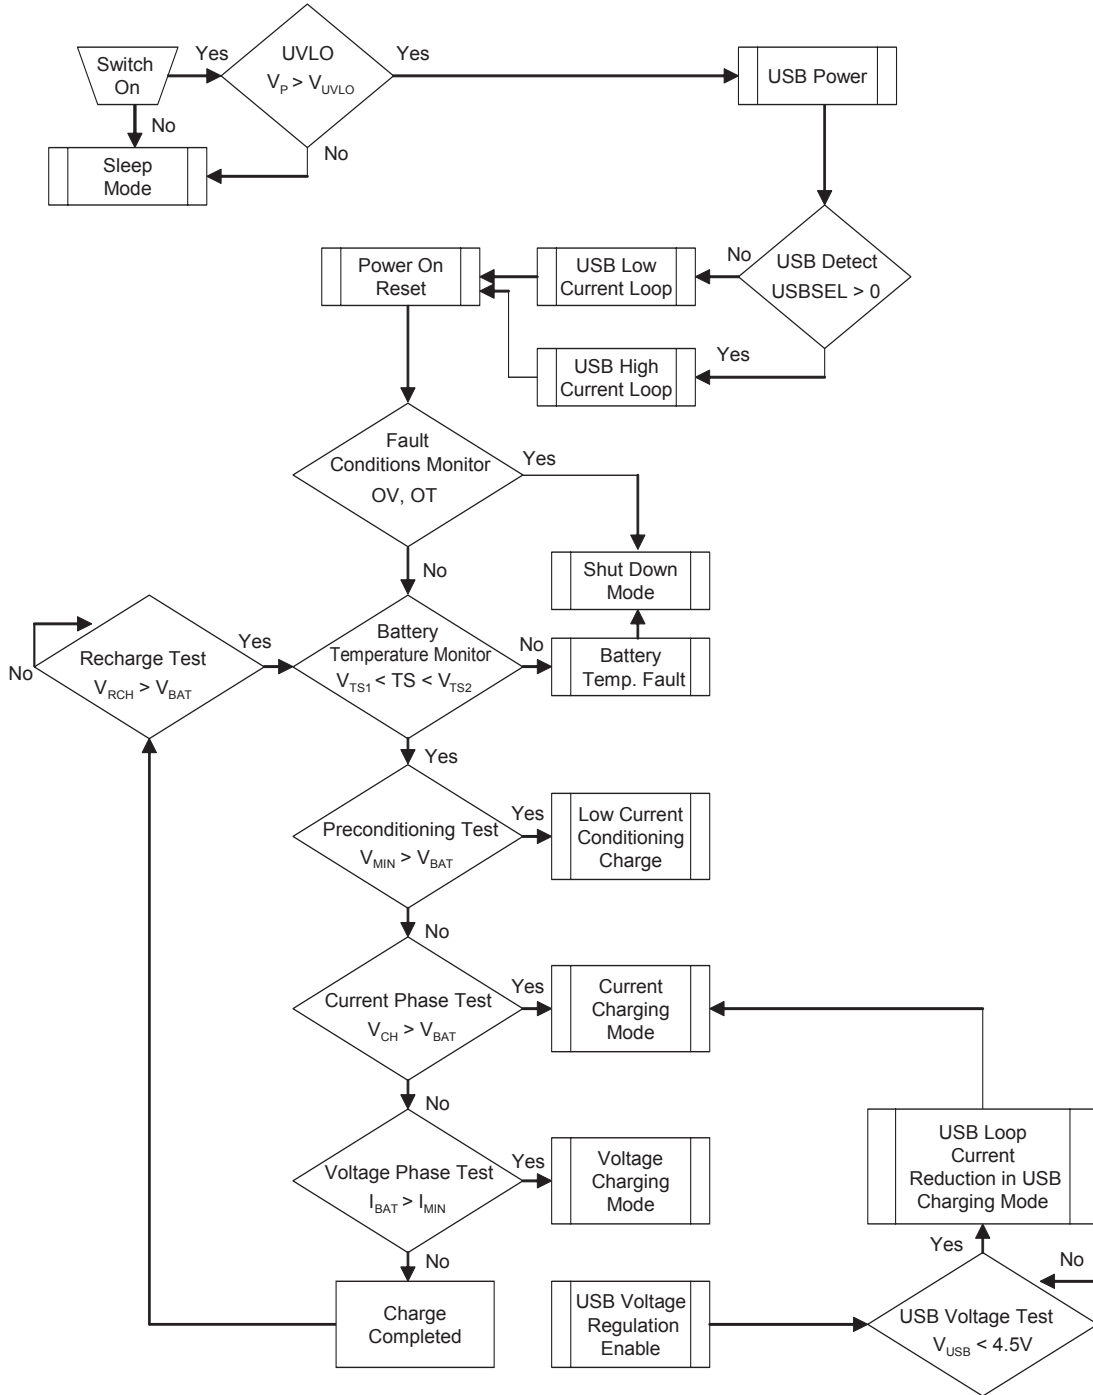 Switch
On
Yes
UVLO
V_P > V_UVLO
Yes
USB Power
No
Sleep
Mode
No
USB Detect
USBSEL > 0
No
USB Low
Current Loop
Power On
Reset
Yes
USB High
Current Loop
Fault
Conditions Monitor
OV, OT
Yes
No
Shut Down
Mode
Battery
Temperature Monitor
V_TS1 < TS < V_TS2
No
Battery
Temp. Fault
Recharge Test
V_RCH > V_BAT
Yes
No
Yes
Preconditioning Test
V_MIN > V_BAT
Yes
Low Current
Conditioning
Charge
No
Current Phase Test
V_CH > V_BAT
Yes
Current
Charging
Mode
No
Voltage Phase Test
I_BAT > I_MIN
Yes
Voltage
Charging
Mode
USB Loop
Current
Reduction in USB
Charging Mode
No
Yes
No
Charge
Completed
USB Voltage
Regulation
Enable
USB Voltage Test
V_USB < 4.5V